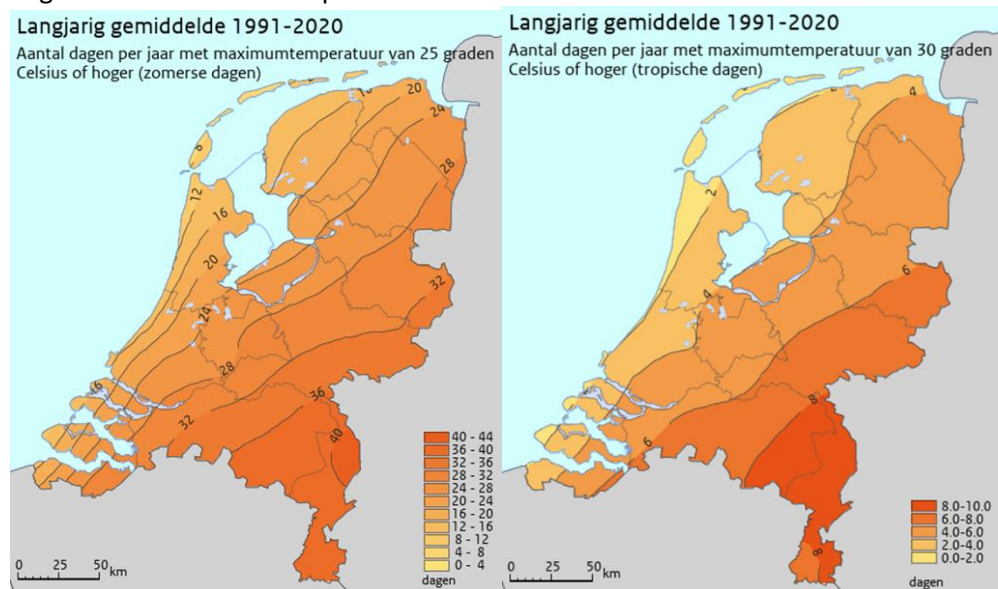 Langjarig gemiddelde 1991-2020
Aantal dagen per jaar met maximumtemperatuur van 25 graden
Celsius of hoger (zomerse dagen)
20
24
28
8
12
16
20
32
24
28
16
36
32
40
40 - 44
36 - 40
32 - 36
28 - 32
24 - 28
20 - 24
16 - 20
12 - 16
8 - 12
4 - 8
0 - 4
dagen
0 25 50 km
Langjarig gemiddelde 1991-2020
Aantal dagen per jaar met maximumtemperatuur van 30 graden
Celsius of hoger (tropische dagen)
4
2
6
4
8
6
8
8.0-10.0
6.0-8.0
4.0-6.0
2.0-4.0
0.0-2.0
dagen
0 25 50 km